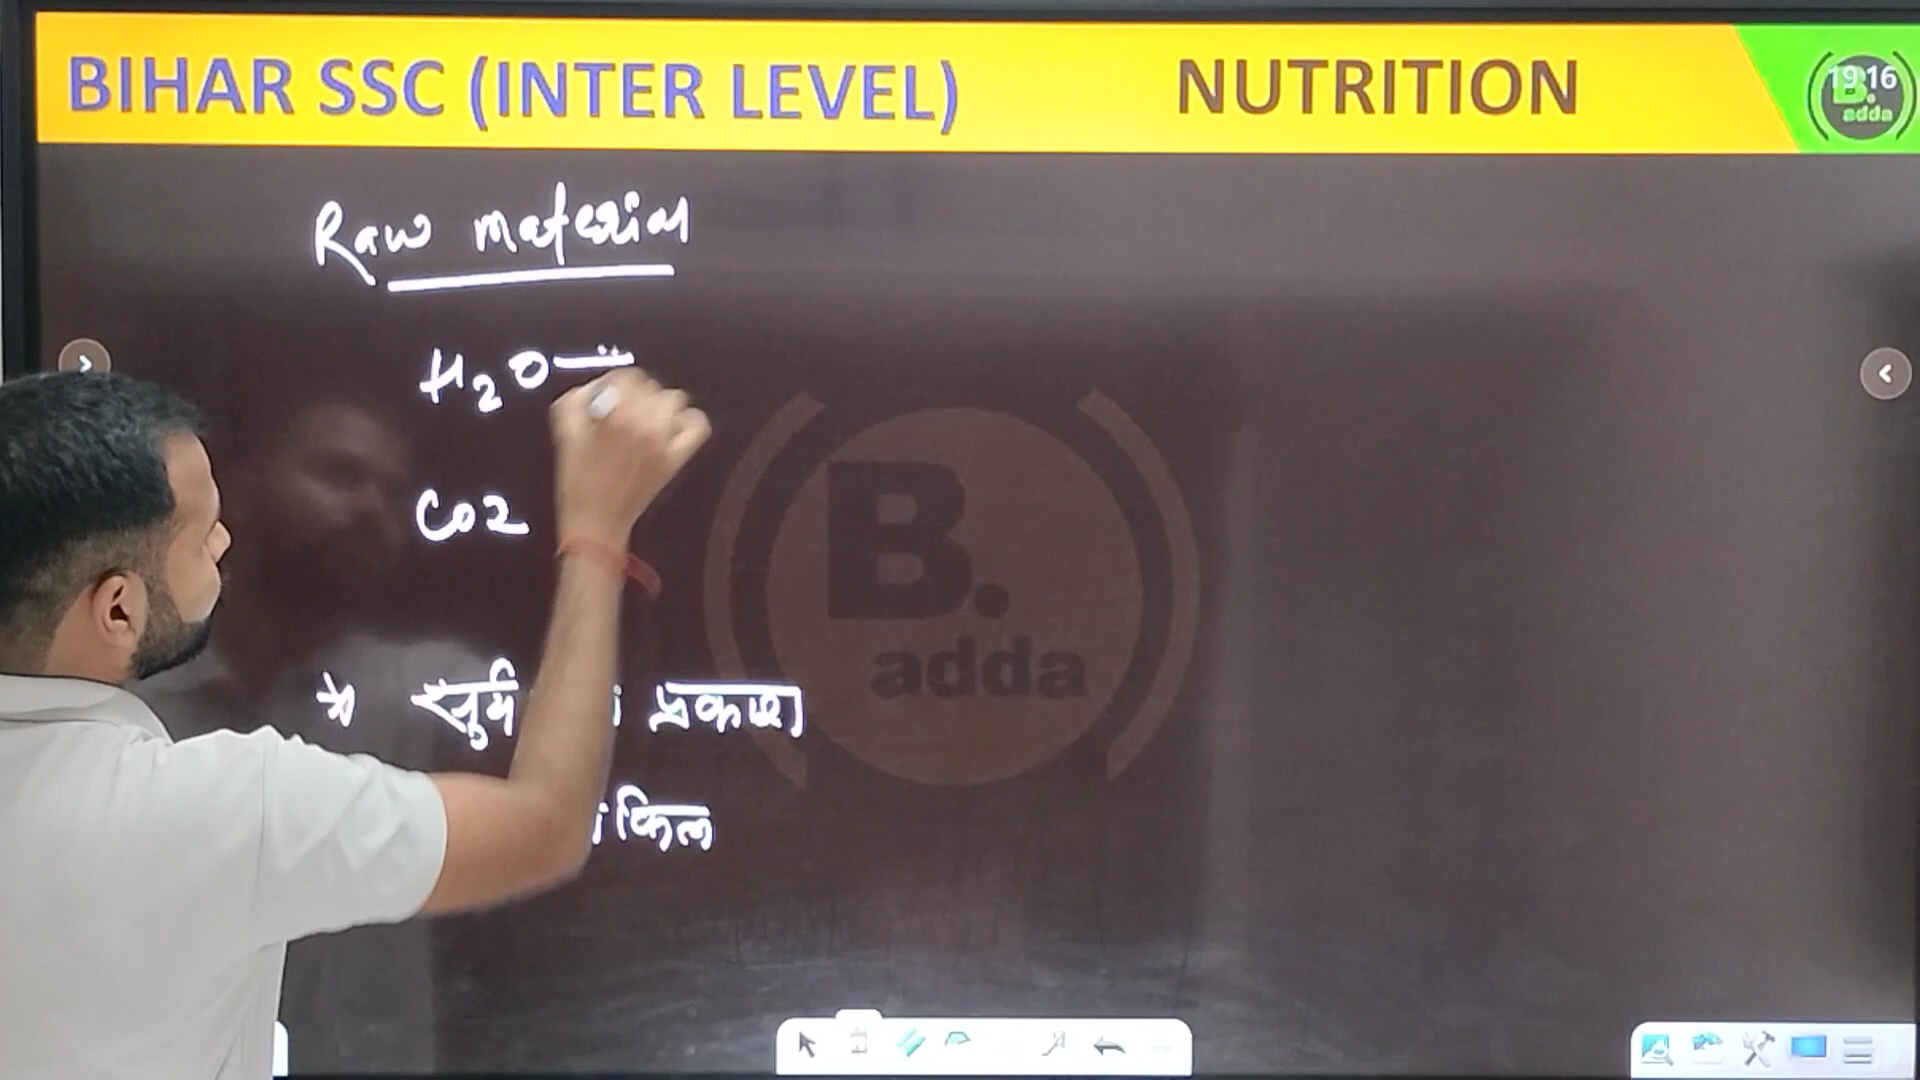 BIHAR SSC (INTER LEVEL) NUTRITION
19:16
B.
adda
Raw material
H2O
CO2
B.
adda
सूर्य प्रकाश